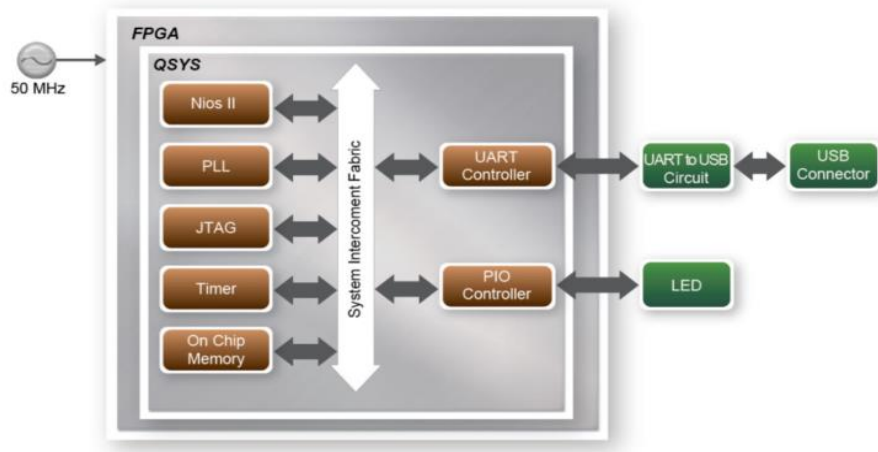 FPGA
QSYS
50 MHz
Nios II
PLL
JTAG
Timer
On Chip
Memory
System Intercoment Fabric
UART
Controller
PIO
Controller
UART to USB
Circuit
USB
Connector
LED